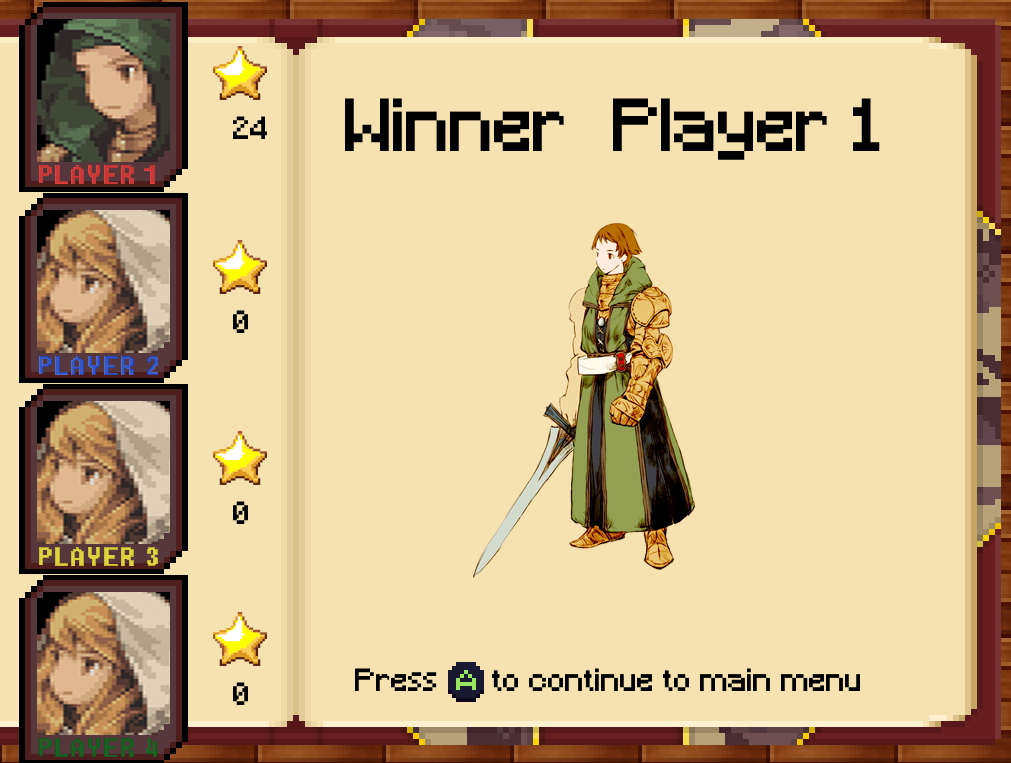 PLAYER 1
24
PLAYER 2
0
PLAYER 3
0
PLAYER 4
0
Winner Player 1
Press A to continue to main menu